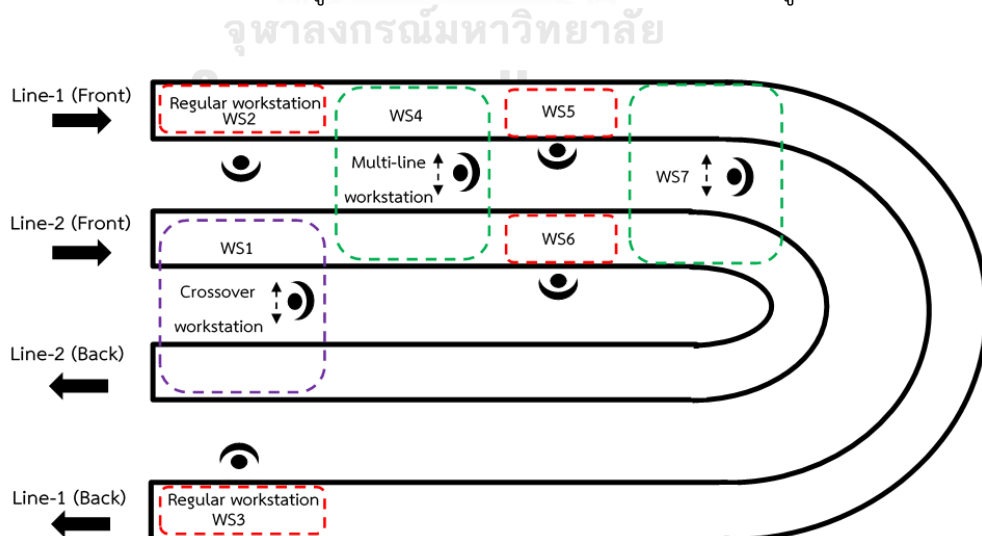 จุฬาลงกรณ์มหาวิทยาลัย
Line-1 (Front)
Regular workstation
WS2
WS4
WS5
Multi-line
workstation
WS7
Line-2 (Front)
WS1
WS6
Crossover
workstation
Line-2 (Back)
Line-1 (Back)
Regular workstation
WS3